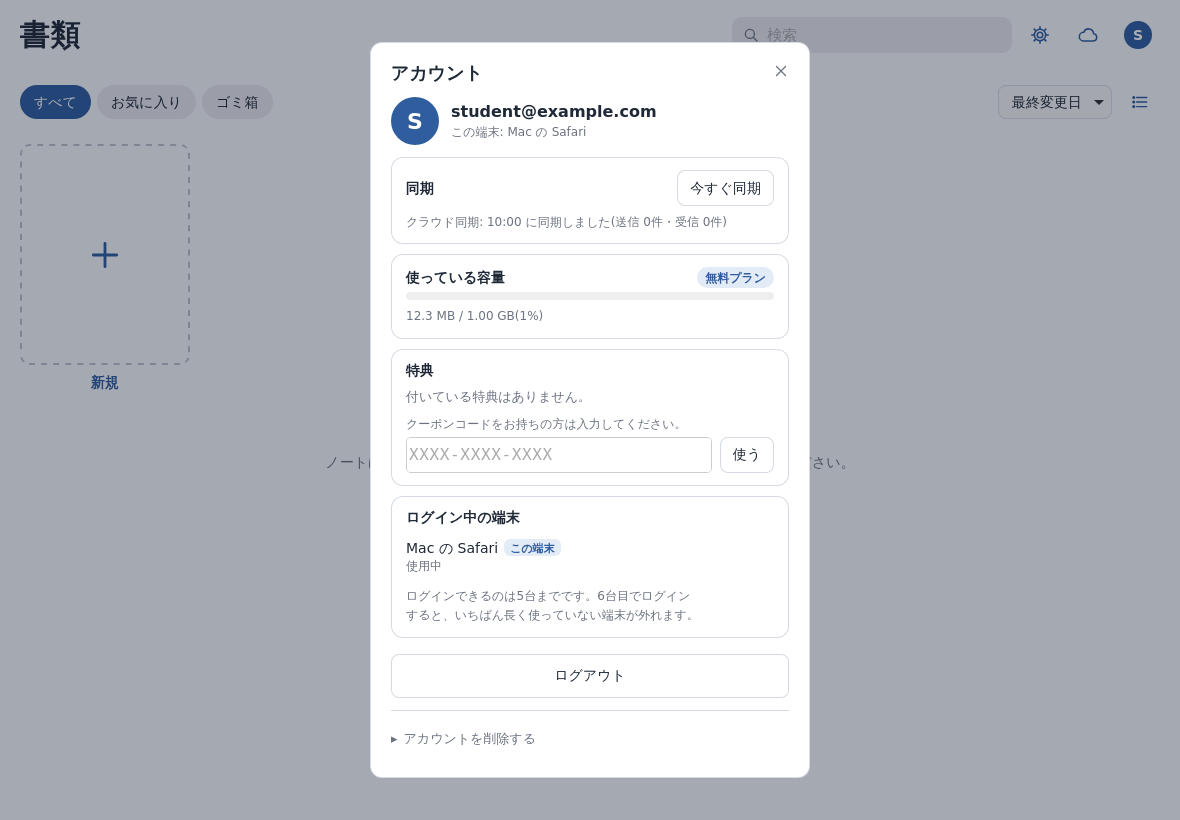 書類
検索
S
すべて
お気に入り
ゴミ箱
最終変更日
新規
ノート
さい。
アカウント
S
student@example.com
この端末: Mac の Safari
同期
今すぐ同期
クラウド同期: 10:00 に同期しました(送信 0件・受信 0件)
使っている容量
無料プラン
12.3 MB / 1.00 GB(1%)
特典
付いている特典はありません。
クーポンコードをお持ちの方は入力してください。
XXXX-XXXX-XXXX
使う
ログイン中の端末
Mac の Safari この端末
使用中
ログインできるのは5台までです。6台目でログイン
すると、いちばん長く使っていない端末が外れます。
ログアウト
▸ アカウントを削除する